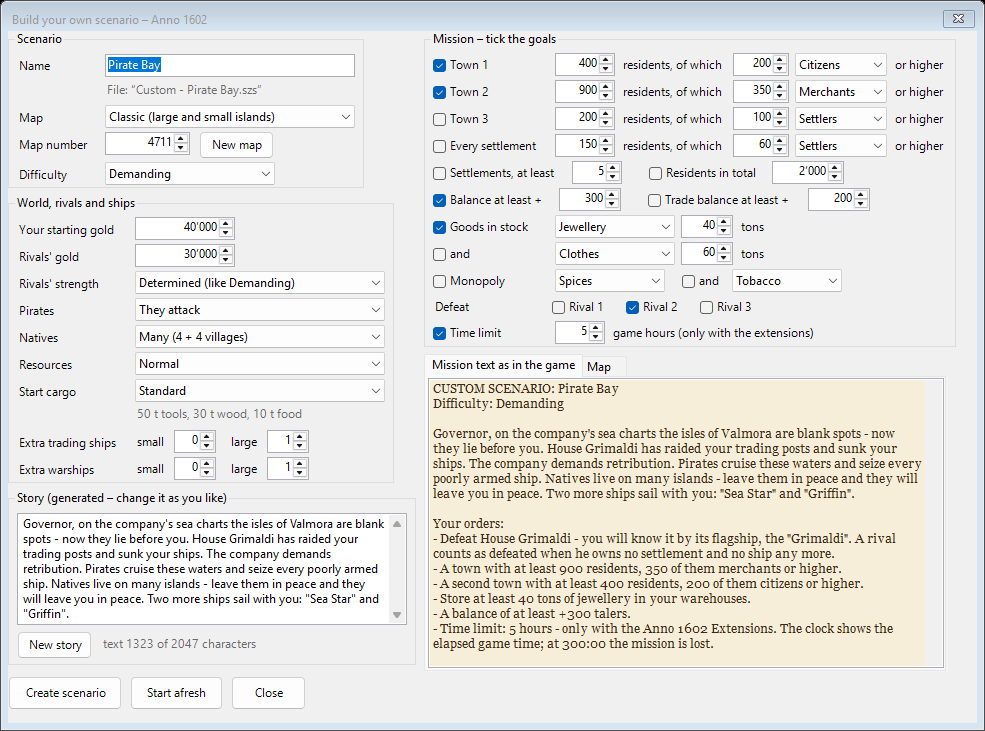 Build your own scenario – Anno 1602
Scenario
Name Pirate Bay
File: “Custom - Pirate Bay.szs”
Map Classic (large and small islands)
Map number 4711 New map
Difficulty Demanding
World, rivals and ships
Your starting gold 40'000
Rivals' gold 30'000
Rivals' strength Determined (like Demanding)
Pirates They attack
Natives Many (4 + 4 villages)
Resources Normal
Start cargo Standard
50 t tools, 30 t wood, 10 t food
Extra trading ships small 0 large 1
Extra warships small 0 large 1
Story (generated – change it as you like)
Governor, on the company's sea charts the isles of Valmora are blank
spots - now they lie before you. House Grimaldi has raided your
trading posts and sunk your ships. The company demands
retribution. Pirates cruise these waters and seize every poorly armed
ship. Natives live on many islands - leave them in peace and they
will leave you in peace. Two more ships sail with you: "Sea Star" and
"Griffin".
New story text 1323 of 2047 characters
Create scenario Start afresh Close
Mission – tick the goals
Town 1 400 residents, of which 200 Citizens or higher
Town 2 900 residents, of which 350 Merchants or higher
Town 3 200 residents, of which 100 Settlers or higher
Every settlement 150 residents, of which 60 Settlers or higher
Settlements, at least 5 Residents in total 2'000
Balance at least + 300 Trade balance at least + 200
Goods in stock Jewellery 40 tons
and Clothes 60 tons
Monopoly Spices and Tobacco
Defeat Rival 1 Rival 2 Rival 3
Time limit 5 game hours (only with the extensions)
Mission text as in the game Map
CUSTOM SCENARIO: Pirate Bay
Difficulty: Demanding
Governor, on the company's sea charts the isles of Valmora are blank spots - now
they lie before you. House Grimaldi has raided your trading posts and sunk your
ships. The company demands retribution. Pirates cruise these waters and seize every
poorly armed ship. Natives live on many islands - leave them in peace and they will
leave you in peace. Two more ships sail with you: "Sea Star" and "Griffin".
Your orders:
- Defeat House Grimaldi - you will know it by its flagship, the "Grimaldi". A rival
counts as defeated when he owns no settlement and no ship any more.
- A town with at least 900 residents, 350 of them merchants or higher.
- A second town with at least 400 residents, 200 of them citizens or higher.
- Store at least 40 tons of jewellery in your warehouses.
- A balance of at least +300 talers.
- Time limit: 5 hours - only with the Anno 1602 Extensions. The clock shows the
elapsed game time; at 300:00 the mission is lost.